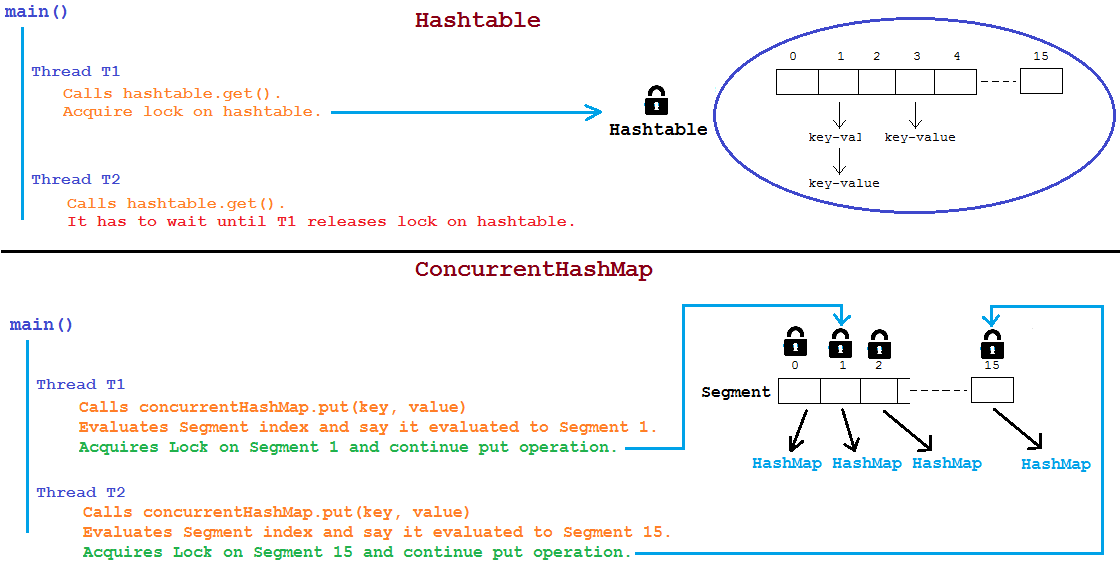 main()
Hashtable
0 1 2 3 4 15
Thread T1
Calls hashtable.get().
Acquire lock on hashtable.
Hashtable
key-val key-value
key-value
Thread T2
Calls hashtable.get().
It has to wait until T1 releases lock on hashtable.
ConcurrentHashMap
main()
0 1 2 15
Segment
HashMap HashMap HashMap HashMap
Thread T1
Calls concurrentHashMap.put(key, value)
Evaluates Segment index and say it evaluated to Segment 1.
Acquires Lock on Segment 1 and continue put operation.
Thread T2
Calls concurrentHashMap.put(key, value)
Evaluates Segment index and say it evaluated to Segment 15.
Acquires Lock on Segment 15 and continue put operation.